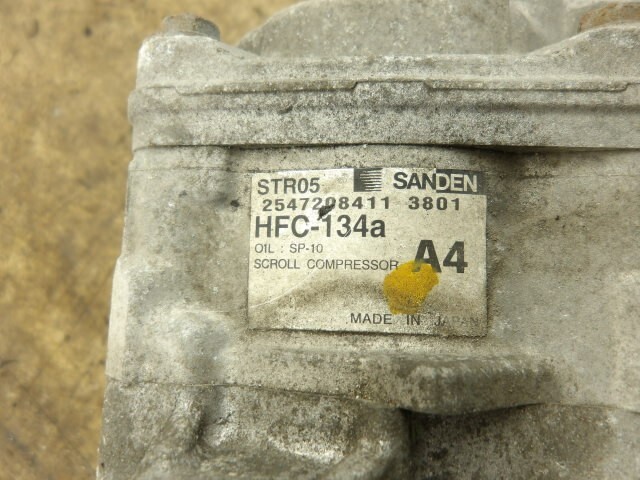 STR05 SANDEN
2547208411 3801
HFC-134a
OIL : SP-10
SCROLL COMPRESSOR A4
MADE IN JAPAN